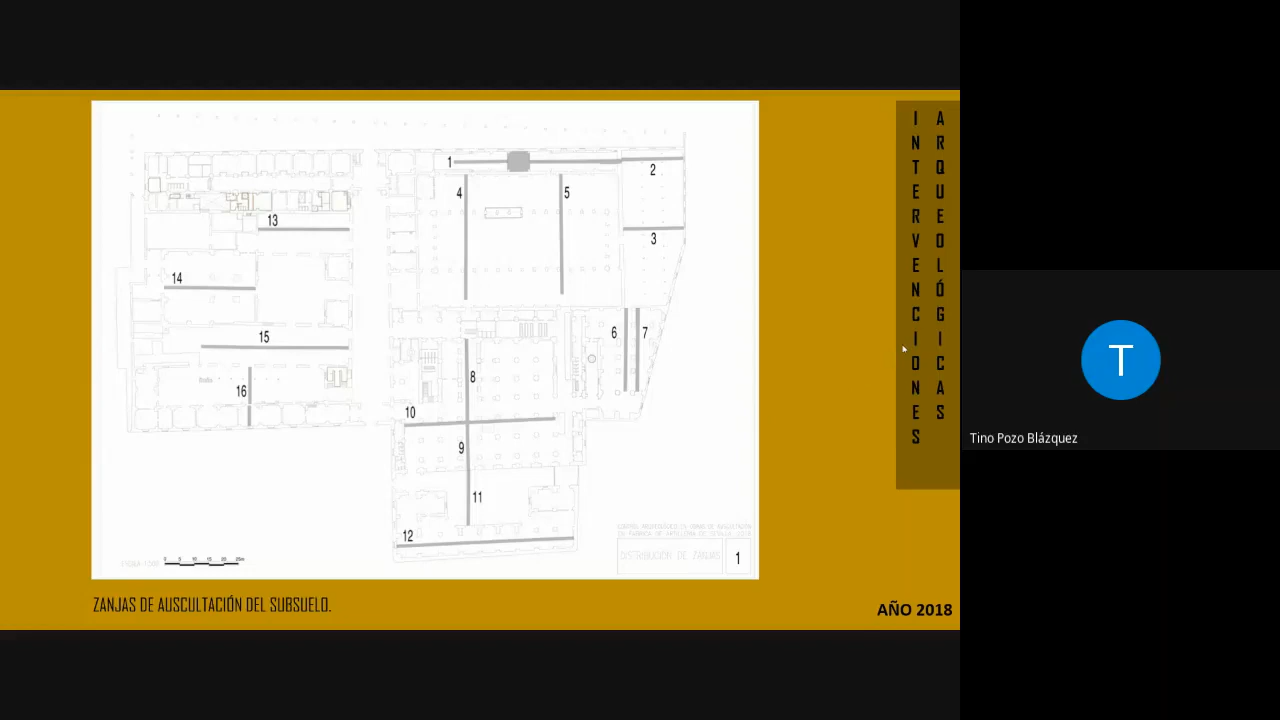 INTERVENCIONES
ARQUEOLÓGICAS
1
2
4
5
13
3
14
6
7
15
8
16
10
9
11
12
DISTRIBUCIÓN DE ZANJAS
1
ZANJAS DE AUSCULTACIÓN DEL SUBSUELO.
AÑO 2018
T
Tino Pozo Blázquez